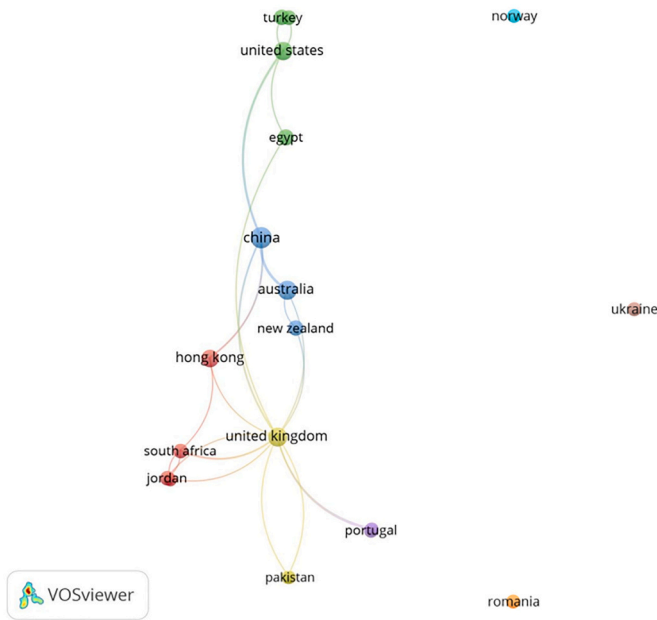 turkey
norway
united states
egypt
china
australia
ukraine
new zealand
hong kong
united kingdom
south africa
jordan
portugal
pakistan
VOSviewer
romania